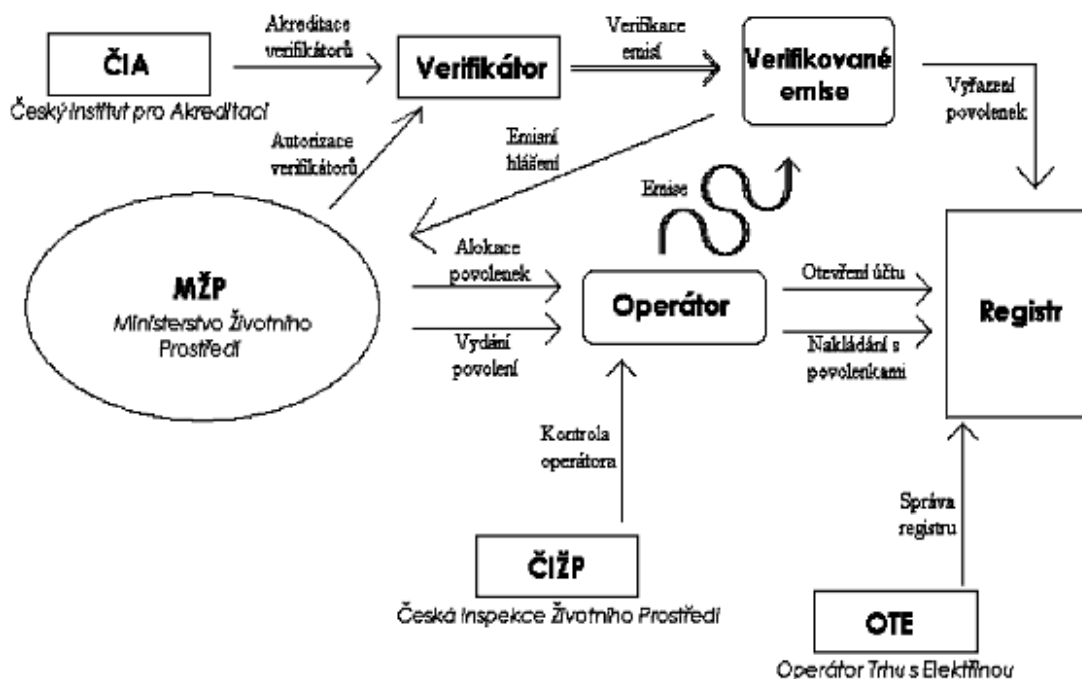 Akreditace
verifikátorů
Verifikace
emisí
ČIA
Verifikátor
Verifikované
emise
Český Institut pro Akreditaci
Vyřazení
povolenek
Autorizace
verifikátorů
Emisní
hlášení
Emise
MŽP
Ministerstvo Životního
Prostředí
Alokace
povolenek
Vydání
povolení
Operátor
Otevření účtu
Nakládání s
povolenkami
Registr
Kontrola
operátora
Správa
registru
ČIŽP
Česká Inspekce Životního Prostředí
OTE
Operátor Trhu s Elektřinou